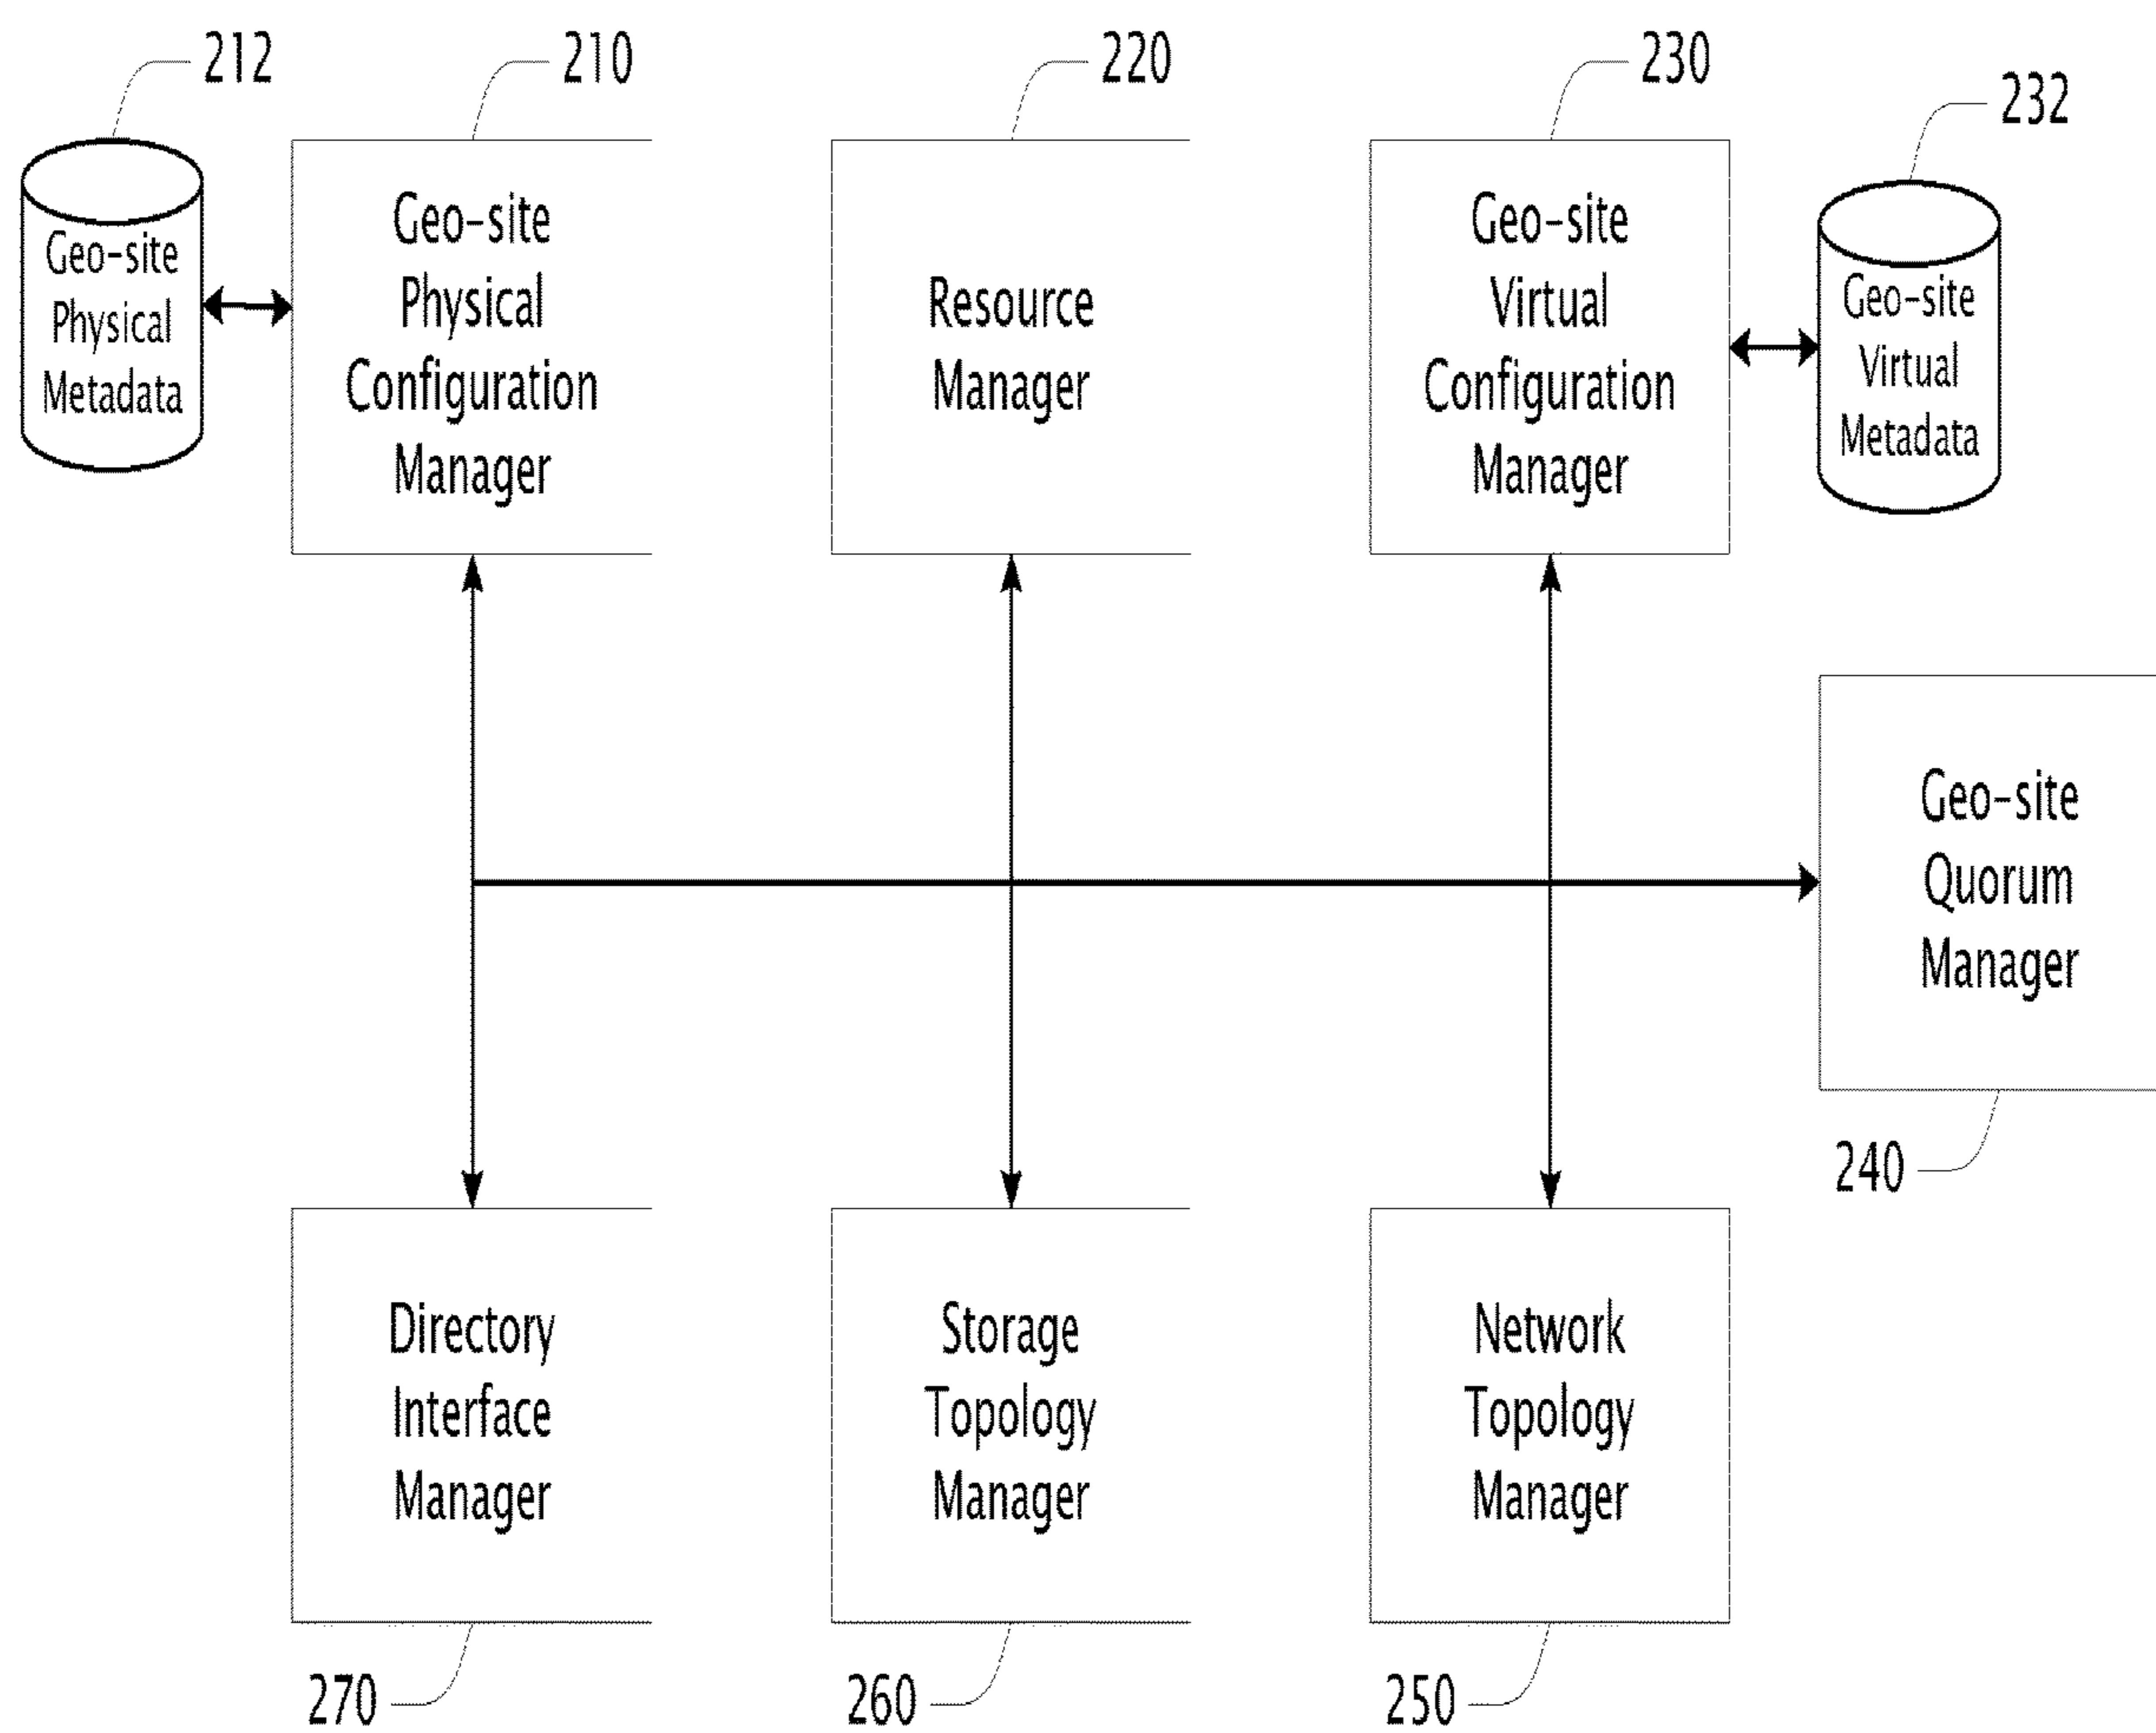 212
210
220
230
232
Geo-site
Physical
Metadata
Geo-site
Physical
Configuration
Manager
Resource
Manager
Geo-site
Virtual
Configuration
Manager
Geo-site
Virtual
Metadata
Geo-site
Quorum
Manager
240
Directory
Interface
Manager
Storage
Topology
Manager
Network
Topology
Manager
270
260
250